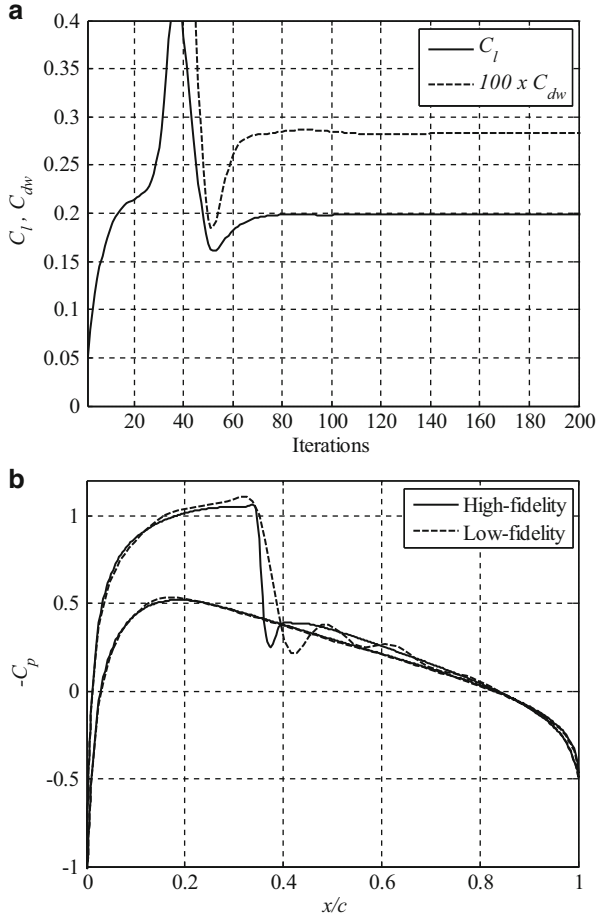 a
0.4
0.35
0.3
0.25
0.2
0.15
0.1
0.05
0
C_l, C_dw
C_l
100 x C_dw
20 40 60 80 100 120 140 160 180 200
Iterations
b
1
0.5
0
-0.5
-1
-C_p
High-fidelity
Low-fidelity
0 0.2 0.4 0.6 0.8 1
x/c